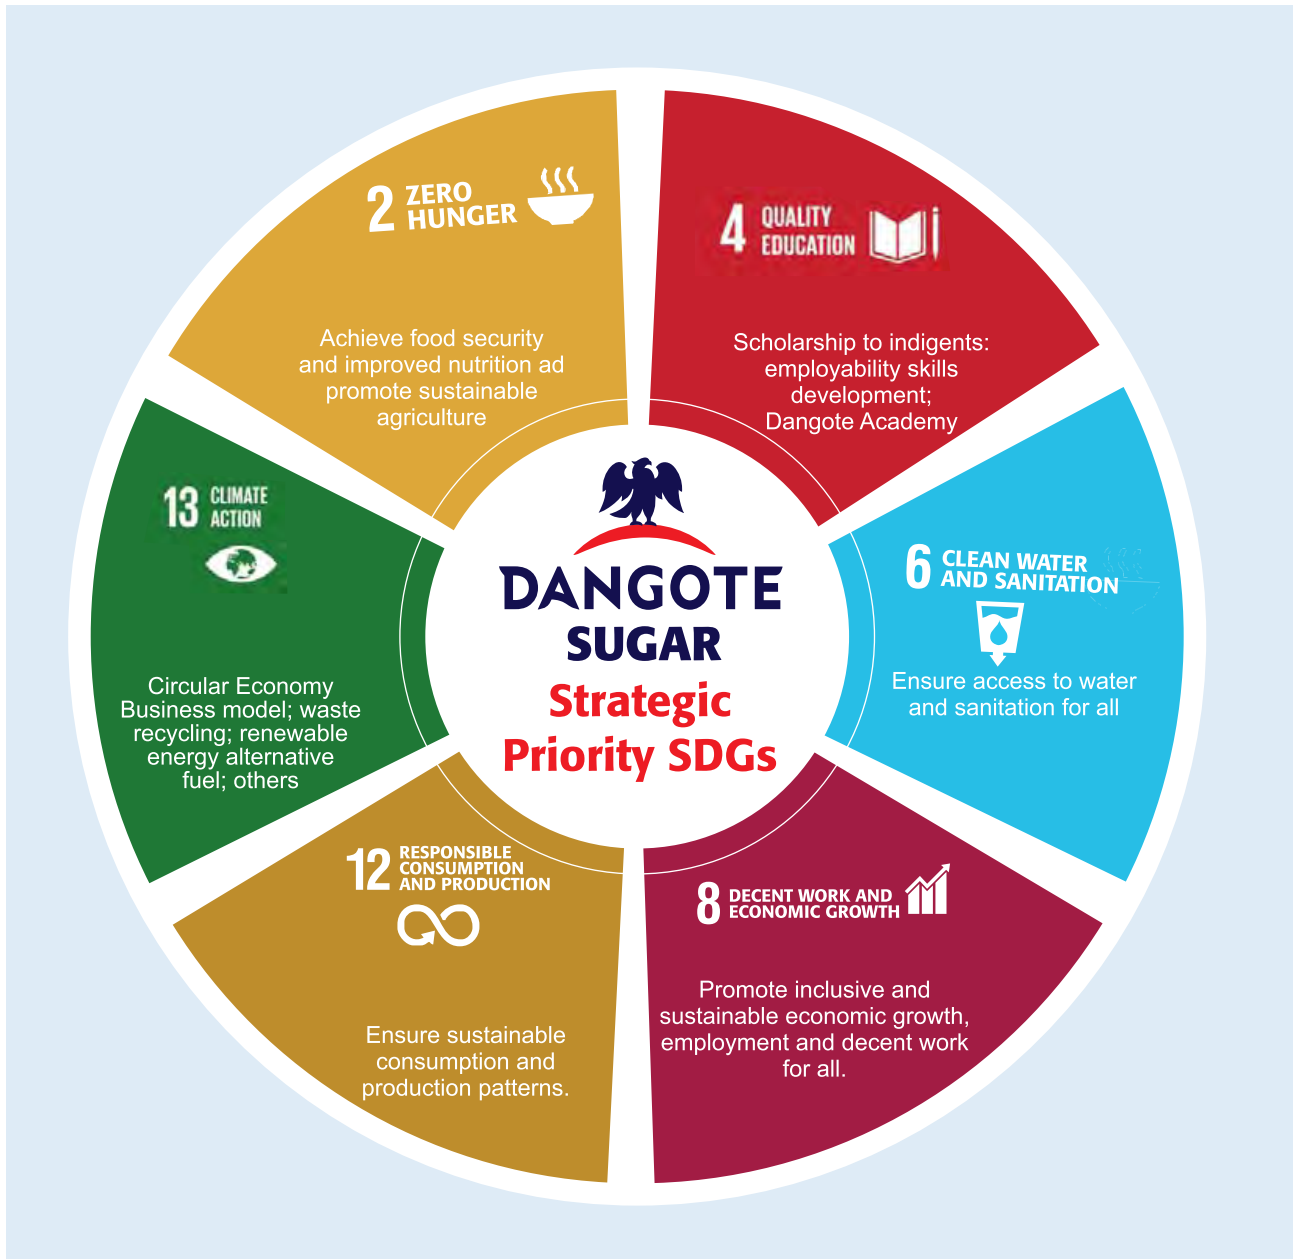 2
ZERO
HUNGER
Achieve food security
and improved nutrition ad
promote sustainable
agriculture
4
QUALITY
EDUCATION
Scholarship to indigents:
employability skills
development;
Dangote Academy
6
CLEAN WATER
AND SANITATION
Ensure access to water
and sanitation for all
8
DECENT WORK AND
ECONOMIC GROWTH
Promote inclusive and
sustainable economic growth,
employment and decent work
for all.
12
RESPONSIBLE
CONSUMPTION
AND PRODUCTION
Ensure sustainable
consumption and
production patterns.
13
CLIMATE
ACTION
Circular Economy
Business model; waste
recycling; renewable
energy alternative
fuel; others
DANGOTE
SUGAR
Strategic
Priority SDGs